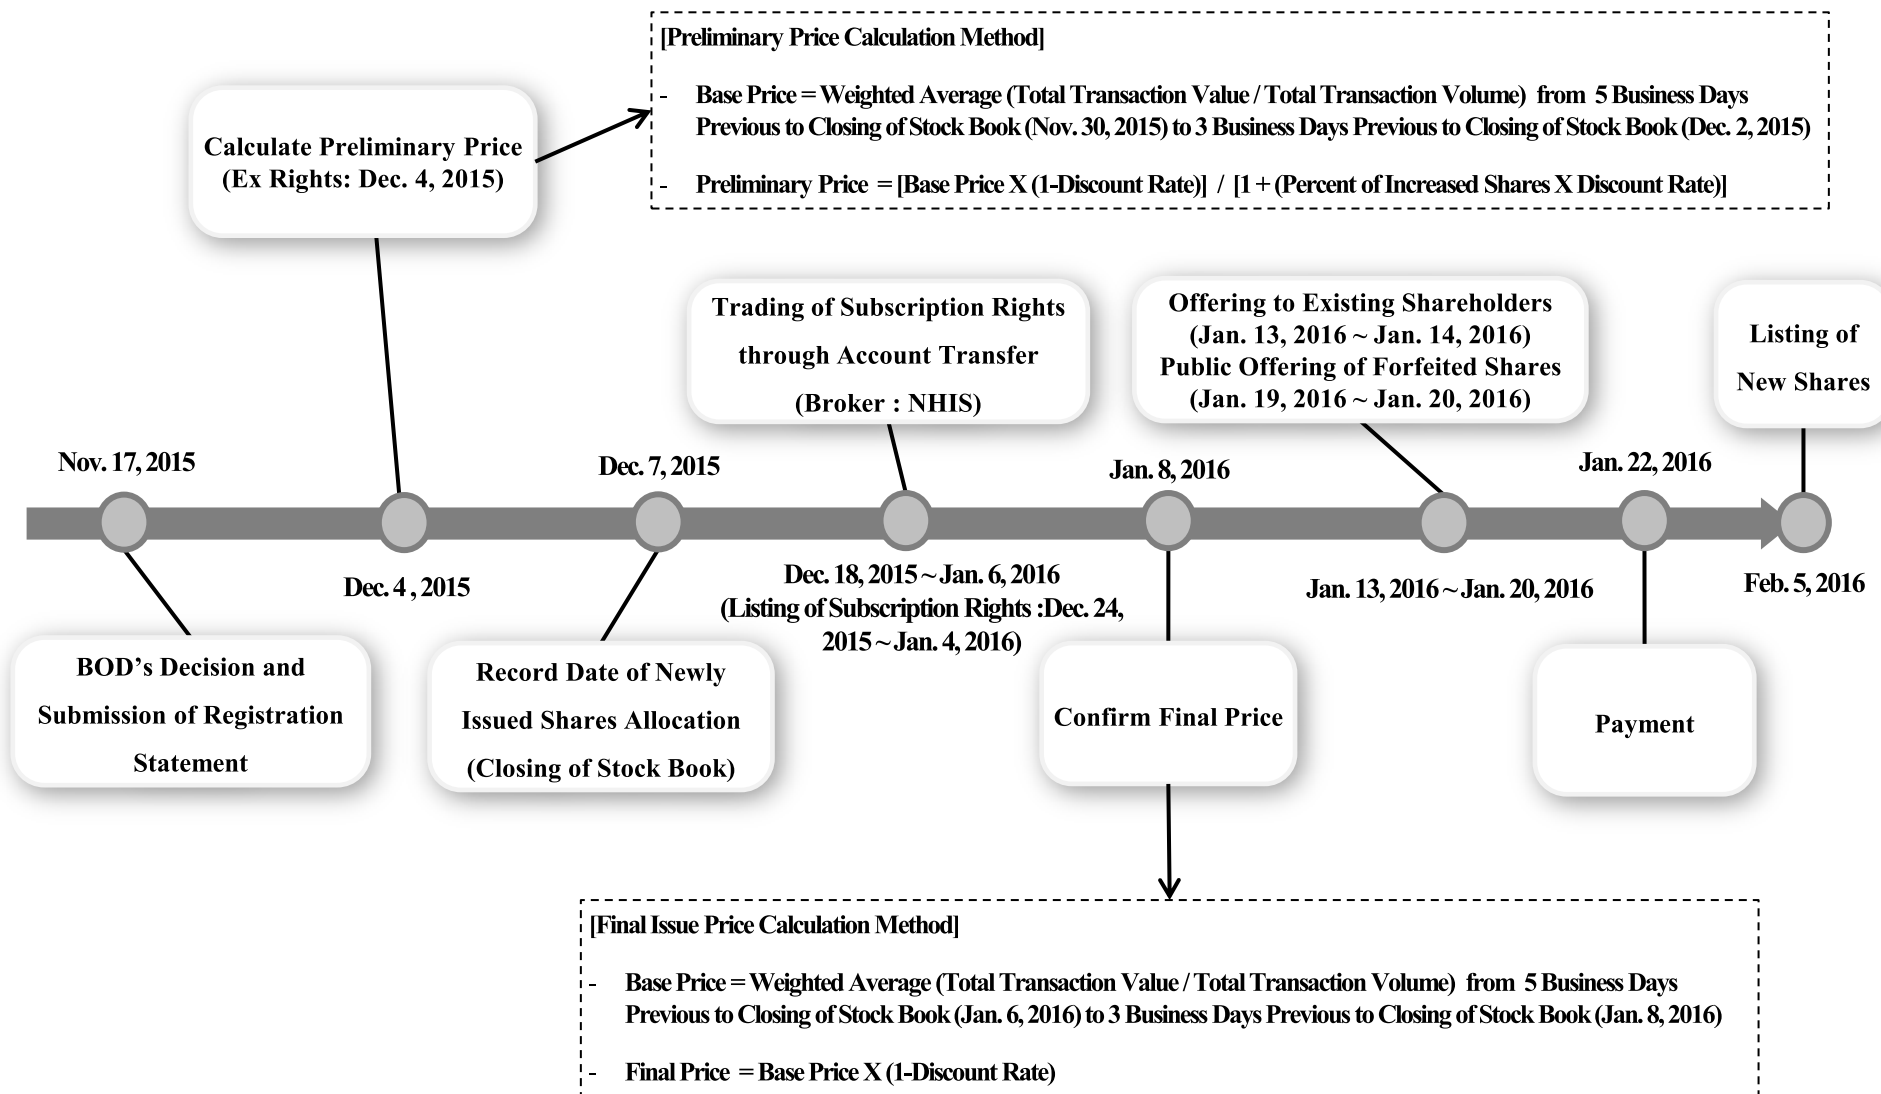 [Preliminary Price Calculation Method]
- Base Price = Weighted Average (Total Transaction Value / Total Transaction Volume) from 5 Business Days
Previous to Closing of Stock Book (Nov. 30, 2015) to 3 Business Days Previous to Closing of Stock Book (Dec. 2, 2015)
- Preliminary Price = [Base Price X (1-Discount Rate)] / [1 + (Percent of Increased Shares X Discount Rate)]
Calculate Preliminary Price
(Ex Rights: Dec. 4, 2015)
Trading of Subscription Rights
through Account Transfer
(Broker : NHIS)
Offering to Existing Shareholders
(Jan. 13, 2016 ~ Jan. 14, 2016)
Public Offering of Forfeited Shares
(Jan. 19, 2016 ~ Jan. 20, 2016)
Listing of
New Shares
Nov. 17, 2015
Dec. 7, 2015
Jan. 8, 2016
Jan. 22, 2016
Dec. 4 , 2015
Dec. 18, 2015 ~ Jan. 6, 2016
(Listing of Subscription Rights :Dec. 24,
2015 ~ Jan. 4, 2016)
Jan. 13, 2016 ~ Jan. 20, 2016
Feb. 5, 2016
BOD's Decision and
Submission of Registration
Statement
Record Date of Newly
Issued Shares Allocation
(Closing of Stock Book)
Confirm Final Price
Payment
[Final Issue Price Calculation Method]
- Base Price = Weighted Average (Total Transaction Value / Total Transaction Volume) from 5 Business Days
Previous to Closing of Stock Book (Jan. 6, 2016) to 3 Business Days Previous to Closing of Stock Book (Jan. 8, 2016)
- Final Price = Base Price X (1-Discount Rate)